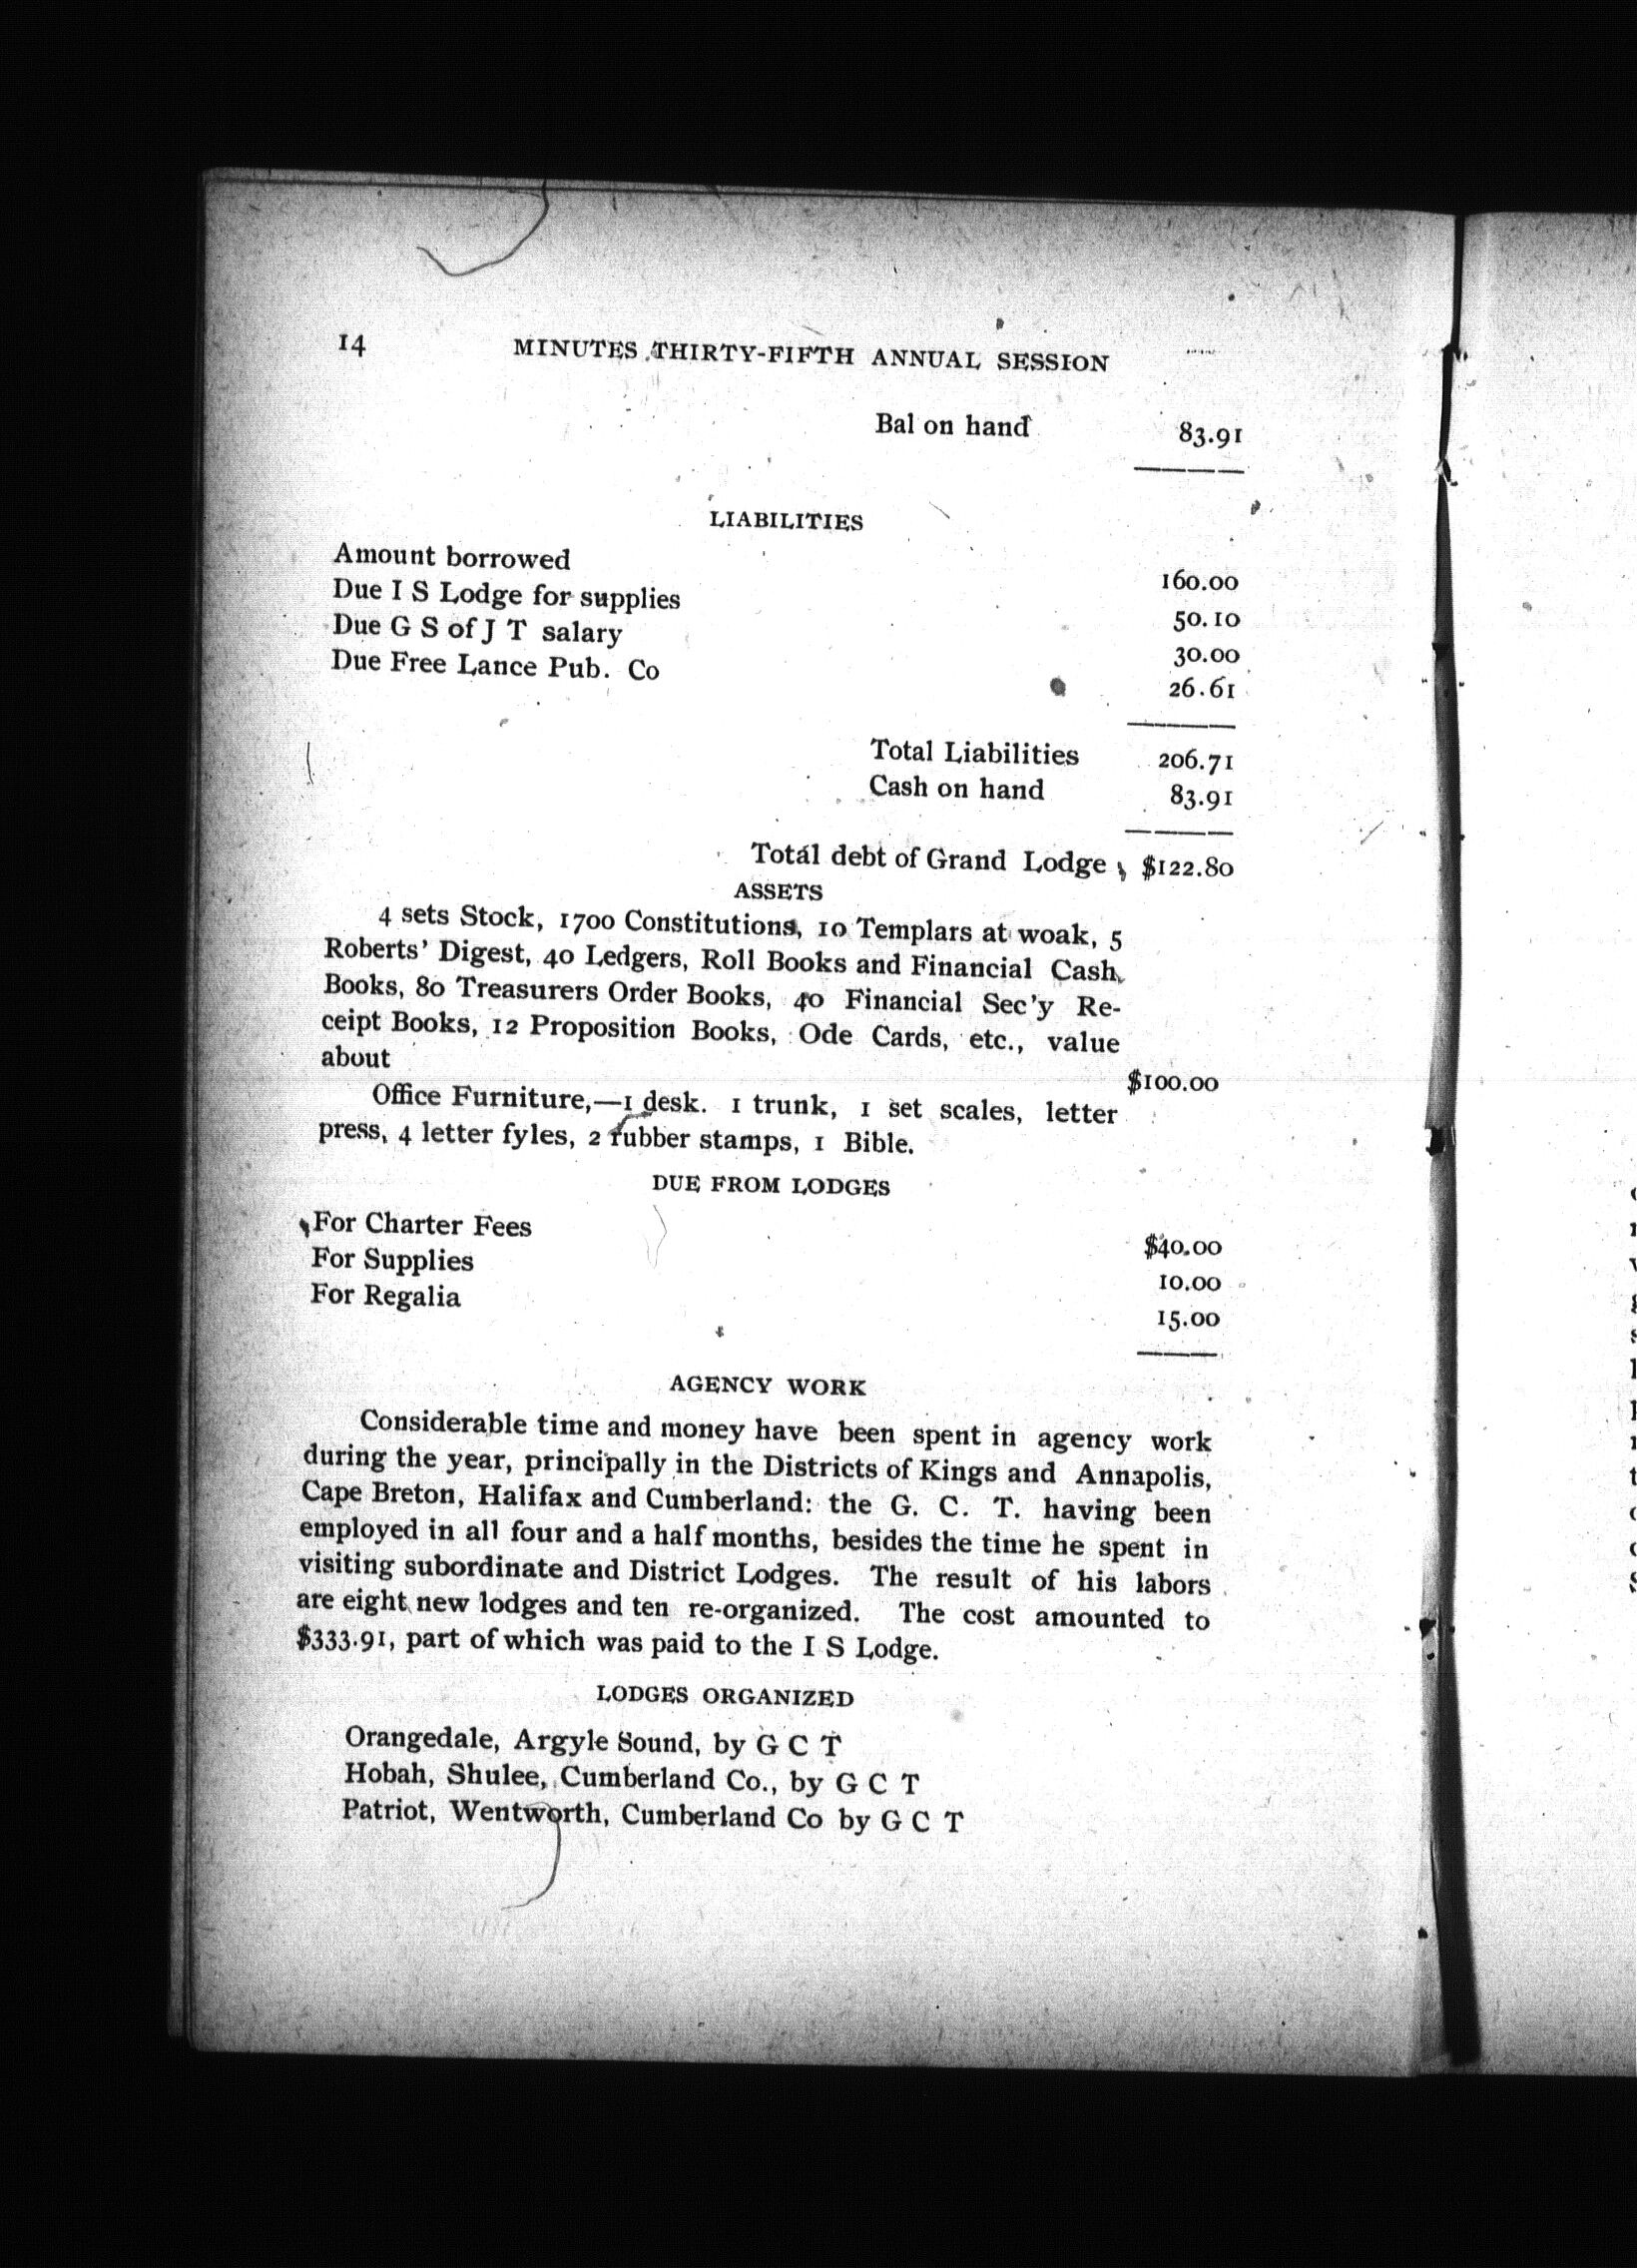 14 MINUTES THIRTY-FIFTH ANNUAL SESSION
Bal on hand 83.91
LIABILITIES
Amount borrowed 160.00
Due I S Lodge for supplies 50.10
Due G S of J T salary 30.00
Due Free Lance Pub. Co 26.61
Total Liabilities 206.71
Cash on hand 83.91
Total debt of Grand Lodge $122.80
ASSETS
4 sets Stock, 1700 Constitutions, 10 Templars at woak, 5
Roberts' Digest, 40 Ledgers, Roll Books and Financial Cash
Books, 80 Treasurers Order Books, 40 Financial Sec'y Re-
ceipt Books, 12 Proposition Books, Ode Cards, etc., value
about $100.00
Office Furniture,—1 desk. 1 trunk, 1 set scales, letter
press, 4 letter fyles, 2 rubber stamps, 1 Bible.
DUE FROM LODGES
For Charter Fees $40.00
For Supplies 10.00
For Regalia 15.00
AGENCY WORK
Considerable time and money have been spent in agency work
during the year, principally in the Districts of Kings and Annapolis,
Cape Breton, Halifax and Cumberland: the G. C. T. having been
employed in all four and a half months, besides the time he spent in
visiting subordinate and District Lodges. The result of his labors
are eight new lodges and ten re-organized. The cost amounted to
$333.91, part of which was paid to the I S Lodge.
LODGES ORGANIZED
Orangedale, Argyle Sound, by G C T
Hobah, Shulee, Cumberland Co., by G C T
Patriot, Wentworth, Cumberland Co by G C T